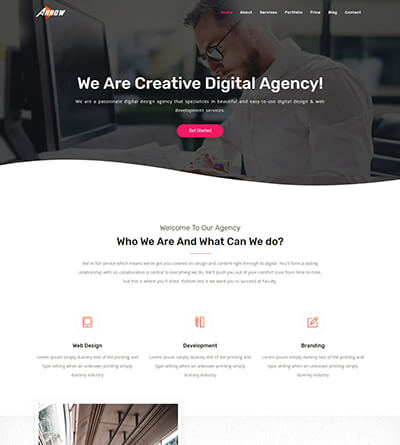 ARROW
Home About Services Portfolio Price Blog Contact
We Are Creative Digital Agency!
We are a passionate digital design agency that specializes in beautiful and easy-to-use digital design & web
development services.
Get Started
Welcome To Our Agency
Who We Are And What Can We do?
We're full service which means we've got you covered on design and content right through to digital. You'll form a lasting
relationship with us, collaboration is central to everything we do. We'll push you out of your comfort zone from time to time,
but this is where you'll shine. Bottom line is we want you to succeed at Faculty.
Web Design Development Branding
Lorem Ipsum simply dummy text of the printing and Lorem Ipsum simply dummy text of the printing and Lorem Ipsum simply dummy text of the printing and
type setting when an unknown printing simply type setting when an unknown printing simply type setting when an unknown printing simply
dummy industry dummy industry dummy industry